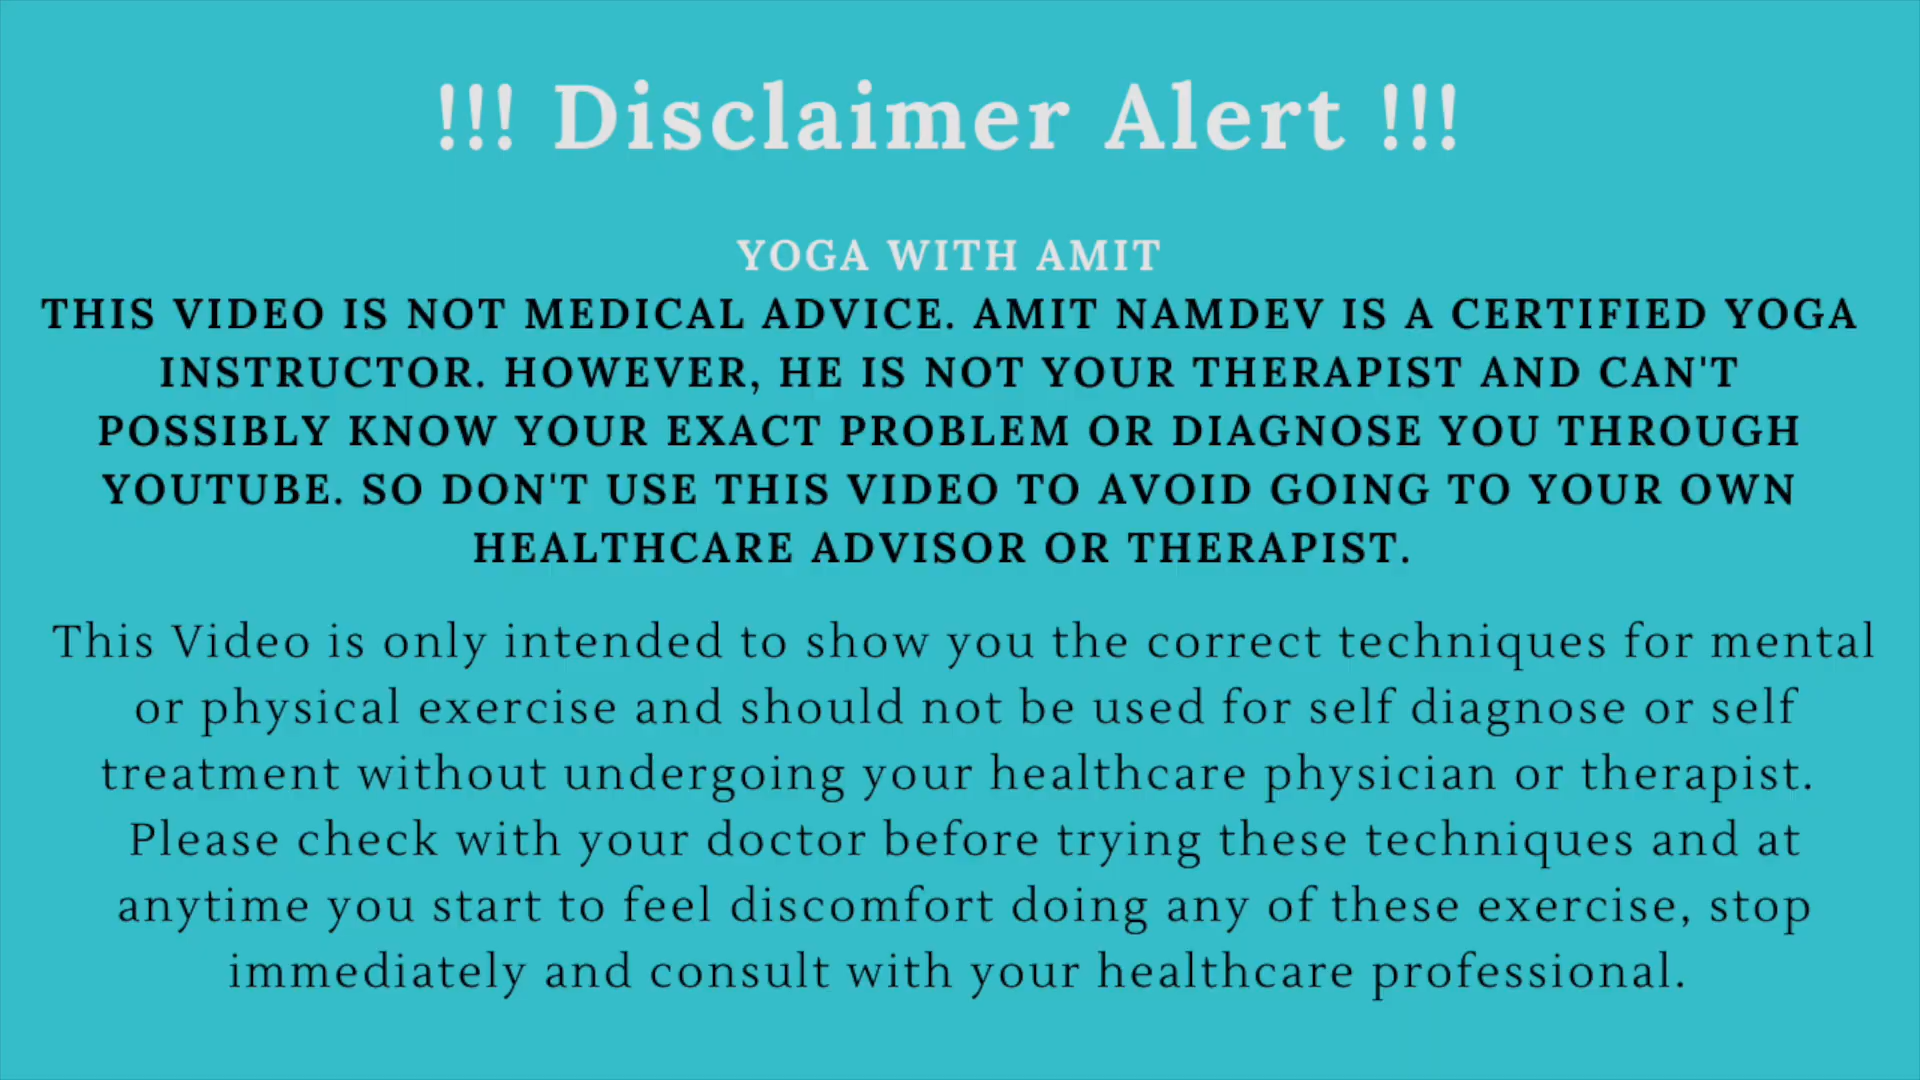 !!! Disclaimer Alert !!!
YOGA WITH AMIT
THIS VIDEO IS NOT MEDICAL ADVICE. AMIT NAMDEV IS A CERTIFIED YOGA
INSTRUCTOR. HOWEVER, HE IS NOT YOUR THERAPIST AND CAN'T
POSSIBLY KNOW YOUR EXACT PROBLEM OR DIAGNOSE YOU THROUGH
YOUTUBE. SO DON'T USE THIS VIDEO TO AVOID GOING TO YOUR OWN
HEALTHCARE ADVISOR OR THERAPIST.
This Video is only intended to show you the correct techniques for mental
or physical exercise and should not be used for self diagnose or self
treatment without undergoing your healthcare physician or therapist.
Please check with your doctor before trying these techniques and at
anytime you start to feel discomfort doing any of these exercise, stop
immediately and consult with your healthcare professional.